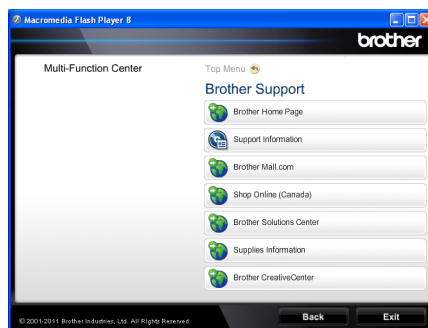 Macromedia Flash Player 8
brother
Multi-Function Center
Top Menu
Brother Support
Brother Home Page
Support Information
Brother Mall.com
Shop Online (Canada)
Brother Solutions Center
Supplies Information
Brother CreativeCenter
© 2001-2011 Brother Industries, Ltd. All Rights Reserved.
Back
Exit